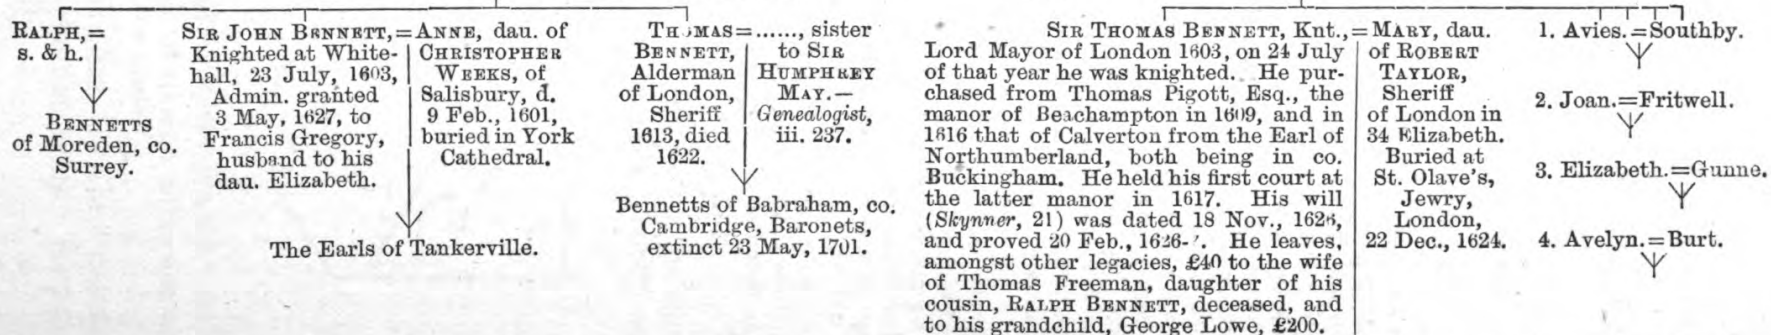 RALPH,=
s. & h.
BENNETTS
of Moreden, co.
Surrey.
SIR JOHN BENNETT,=
Knighted at White-
hall, 23 July, 1603,
Admin. granted
3 May, 1627, to
Francis Gregory,
husband to his
dau. Elizabeth.
ANNE, dau. of
CHRISTOPHER
WEEKS, of
Salisbury, d.
9 Feb., 1601,
buried in York
Cathedral.
The Earls of Tankerville.
THOMAS=
BENNETT,
Alderman
of London,
Sheriff
1613, died
1622.
......, sister
to SIR
HUMPHREY
MAY.—
Genealogist,
iii. 237.
Bennetts of Babraham, co.
Cambridge, Baronets,
extinct 23 May, 1701.
SIR THOMAS BENNETT, Knt.,=
Lord Mayor of London 1603, on 24 July
of that year he was knighted. He pur-
chased from Thomas Pigott, Esq., the
manor of Beachampton in 1609, and in
1616 that of Calverton from the Earl of
Northumberland, both being in co.
Buckingham. He held his first court at
the latter manor in 1617. His will
(Skynner, 21) was dated 18 Nov., 1626,
and proved 20 Feb., 1626-. He leaves,
amongst other legacies, £40 to the wife
of Thomas Freeman, daughter of his
cousin, RALPH BENNETT, deceased, and
to his grandchild, George Lowe, £200.
MARY, dau.
of ROBERT
TAYLOR,
Sheriff
of London in
34 Elizabeth.
Buried at
St. Olave's,
Jewry,
London,
22 Dec., 1624.
1. Avies.=Southby.
2. Joan.=Fritwell.
3. Elizabeth.=Gunne.
4. Avelyn.=Burt.